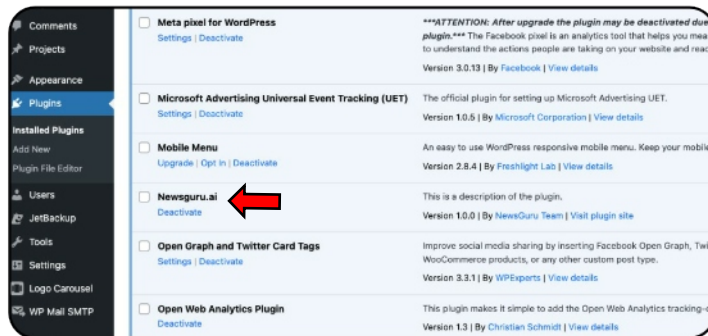 Comments
Projects
Appearance
Plugins
Installed Plugins
Add New
Plugin File Editor
Users
JetBackup
Tools
Settings
Logo Carousel
WP Mail SMTP
Meta pixel for WordPress
Settings | Deactivate
***ATTENTION: After upgrade the plugin may be deactivated due
plugin.*** The Facebook pixel is an analytics tool that helps you mea
to understand the actions people are taking on your website and reac
Version 3.0.13 | By Facebook | View details
Microsoft Advertising Universal Event Tracking (UET)
Settings | Deactivate
The official plugin for setting up Microsoft Advertising UET.
Version 1.0.5 | By Microsoft Corporation | View details
Mobile Menu
Upgrade | Opt In | Deactivate
An easy to use WordPress responsive mobile menu. Keep your mobile
Version 2.8.4 | By Freshlight Lab | View details
Newsguru.ai
Deactivate
This is a description of the plugin.
Version 1.0.0 | By NewsGuru Team | Visit plugin site
Open Graph and Twitter Card Tags
Settings | Deactivate
Improve social media sharing by inserting Facebook Open Graph, Twi
WooCommerce products, or any other custom post type.
Version 3.3.1 | By WPExperts | View details
Open Web Analytics Plugin
Deactivate
This plugin makes it simple to add the Open Web Analytics tracking-c
Version 1.3 | By Christian Schmidt | View details